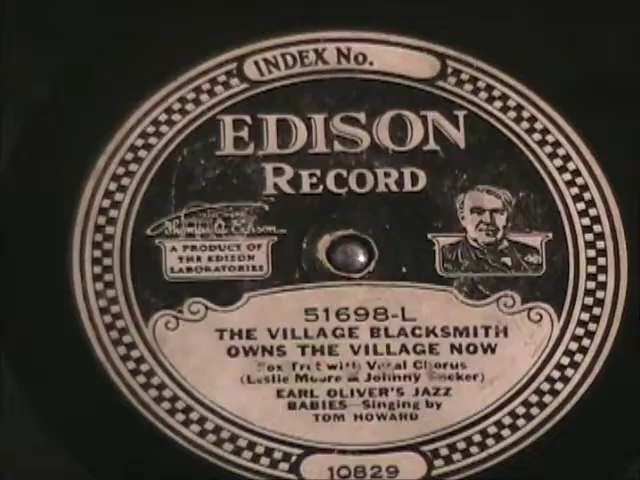 INDEX No.
EDISON
RECORD
Thomas A. Edison
A PRODUCT OF
THE EDISON
LABORATORIES
51698-L
THE VILLAGE BLACKSMITH
OWNS THE VILLAGE NOW
Fox Trot with Vocal Chorus
(Leslie Moore & Johnny
EARL OLIVER'S JAZZ
BABIES—Singing by
TOM HOWARD
10829